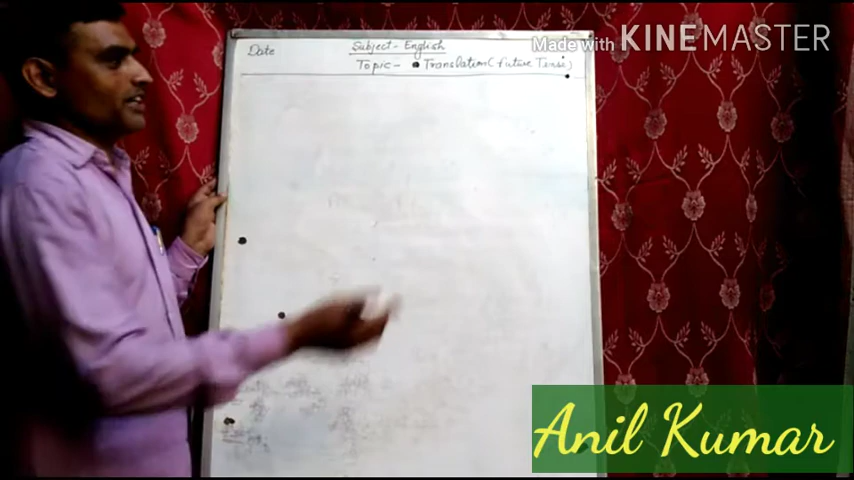 Date
Subject- English
Topic- Translation (future Tense)
Made with KINEMASTER
Anil Kumar